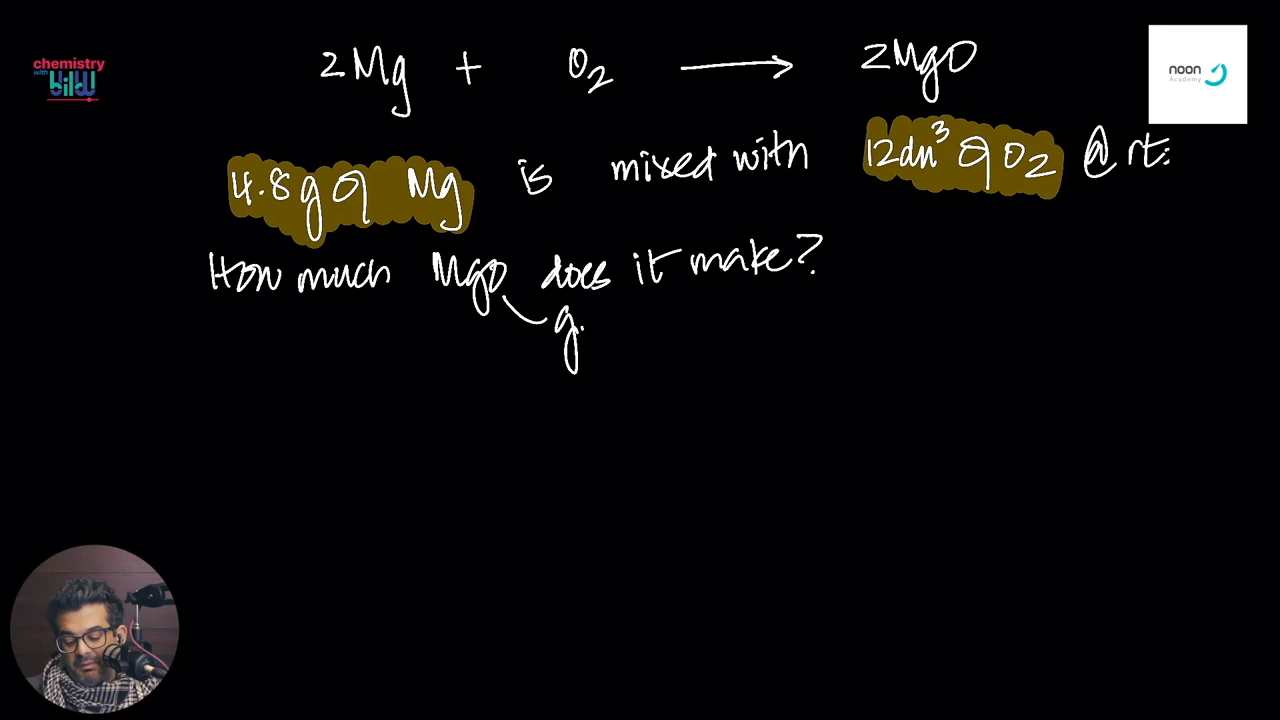 chemistry
with bilal
noon
Academy
2Mg + O₂ → 2MgO
4.8g of Mg is mixed with 12dm³ of O₂ @ rt.
How much MgO does it make?
g.